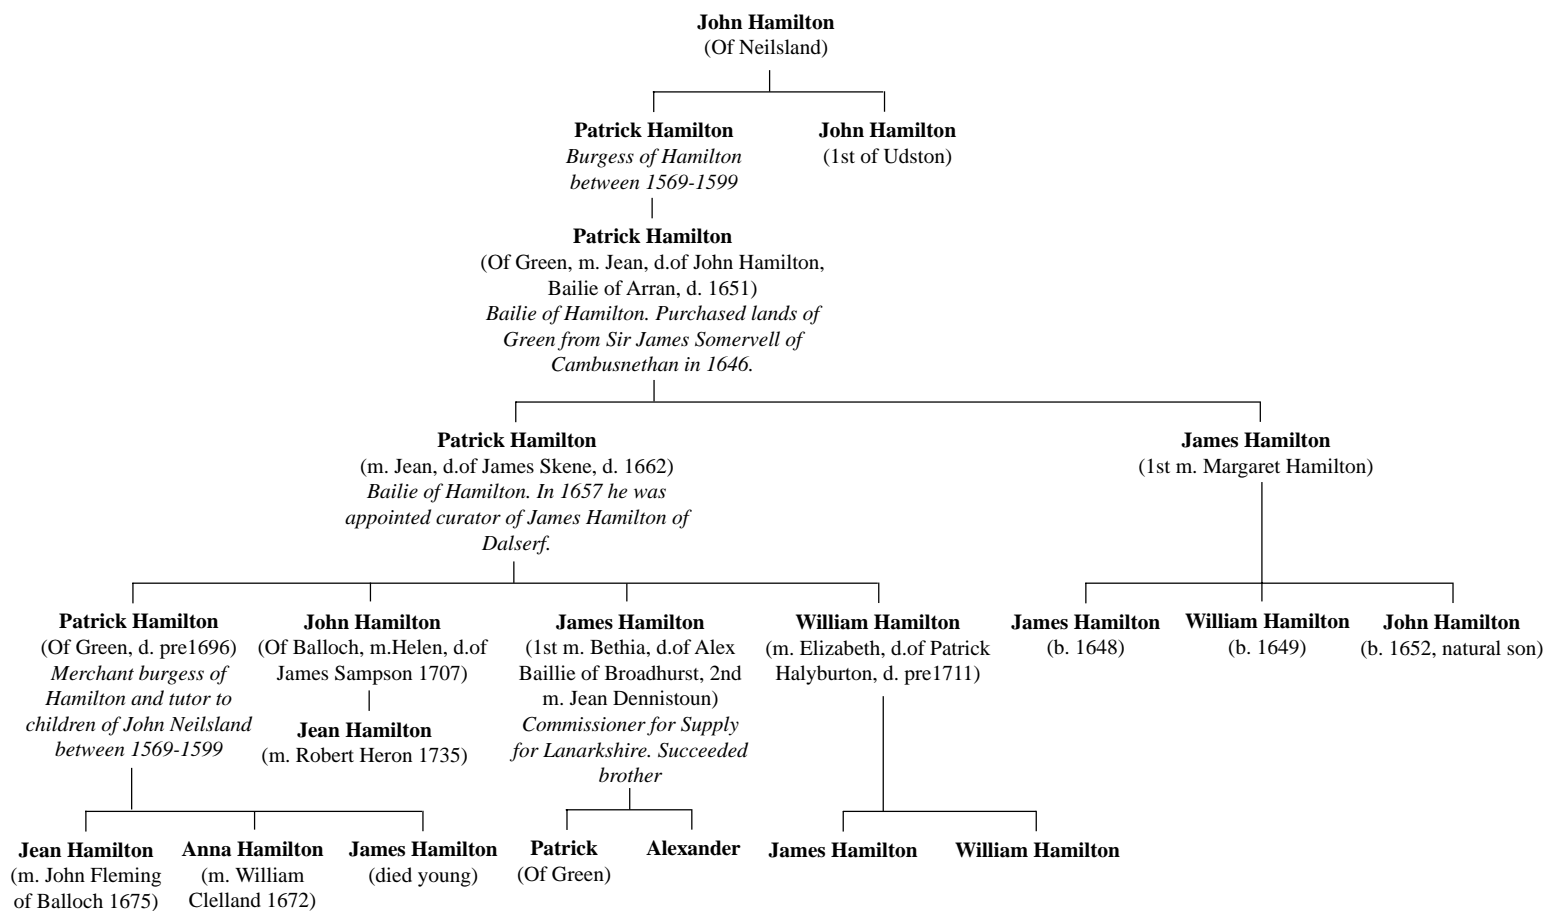 John Hamilton
(Of Neilsland)
Patrick Hamilton
Burgess of Hamilton
between 1569-1599
John Hamilton
(1st of Udston)
Patrick Hamilton
(Of Green, m. Jean, d.of John Hamilton,
Bailie of Arran, d. 1651)
Bailie of Hamilton. Purchased lands of
Green from Sir James Somervell of
Cambusnethan in 1646.
Patrick Hamilton
(m. Jean, d.of James Skene, d. 1662)
Bailie of Hamilton. In 1657 he was
appointed curator of James Hamilton of
Dalserf.
James Hamilton
(1st m. Margaret Hamilton)
Patrick Hamilton
(Of Green, d. pre1696)
Merchant burgess of
Hamilton and tutor to
children of John Neilsland
between 1569-1599
John Hamilton
(Of Balloch, m.Helen, d.of
James Sampson 1707)
Jean Hamilton
(m. Robert Heron 1735)
James Hamilton
(1st m. Bethia, d.of Alex
Baillie of Broadhurst, 2nd
m. Jean Dennistoun)
Commissioner for Supply
for Lanarkshire. Succeeded
brother
William Hamilton
(m. Elizabeth, d.of Patrick
Halyburton, d. pre1711)
James Hamilton
(b. 1648)
William Hamilton
(b. 1649)
John Hamilton
(b. 1652, natural son)
Jean Hamilton
(m. John Fleming
of Balloch 1675)
Anna Hamilton
(m. William
Clelland 1672)
James Hamilton
(died young)
Patrick
(Of Green)
Alexander
James Hamilton
William Hamilton